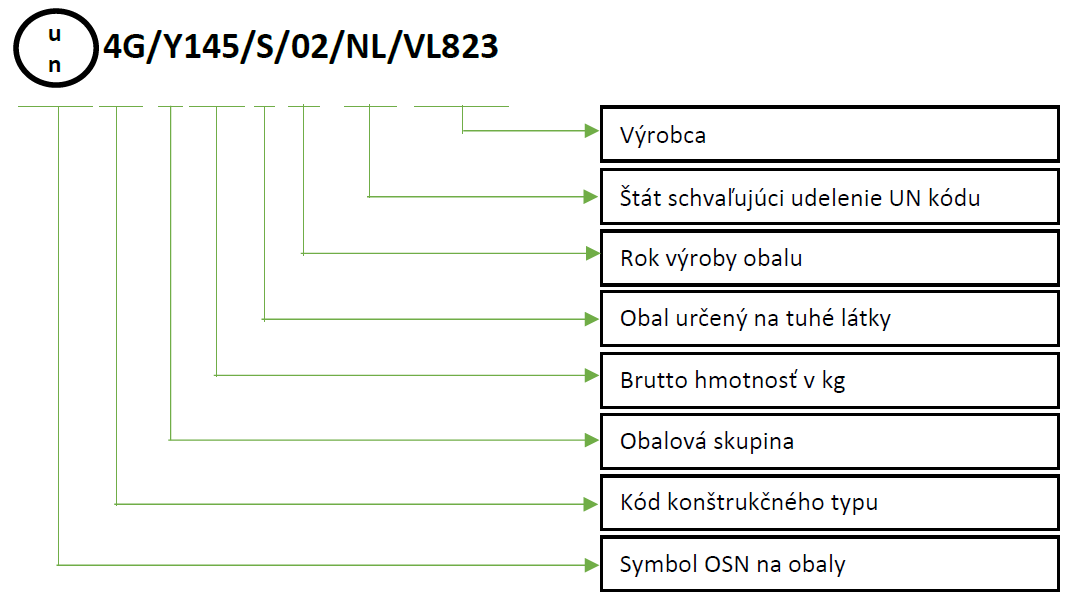 u
n
4G/Y145/S/02/NL/VL823
Výrobca
Štát schvaľujúci udelenie UN kódu
Rok výroby obalu
Obal určený na tuhé látky
Brutto hmotnosť v kg
Obalová skupina
Kód konštrukčného typu
Symbol OSN na obaly